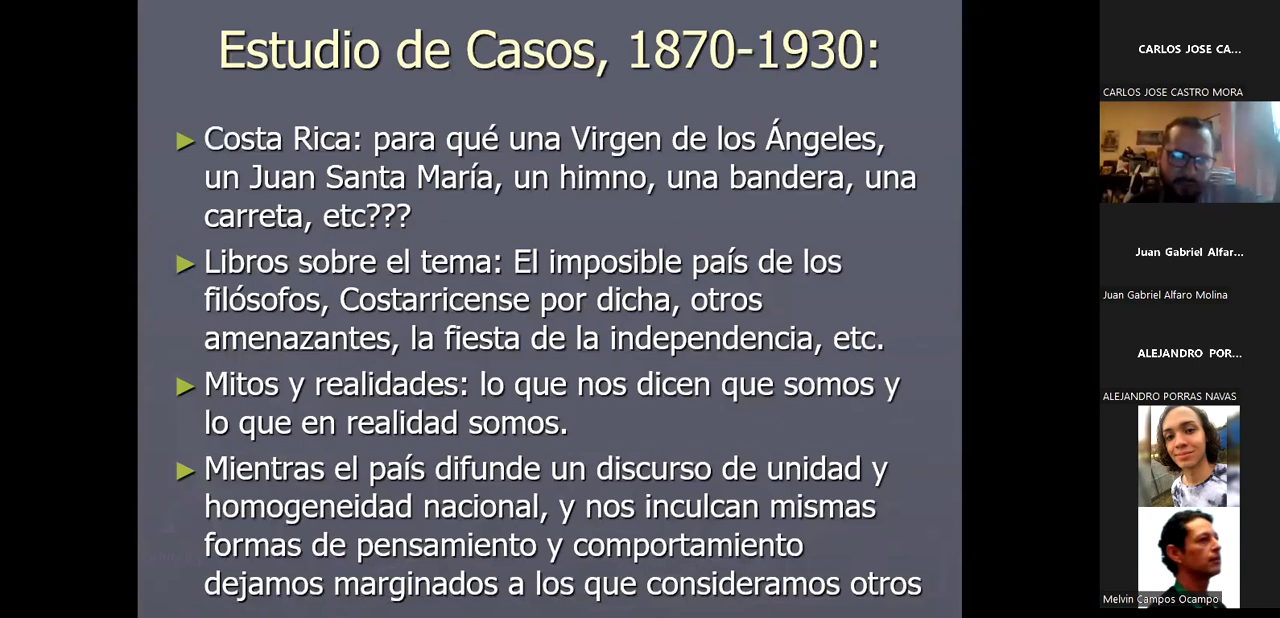 Estudio de Casos, 1870-1930:
► Costa Rica: para qué una Virgen de los Ángeles,
un Juan Santa María, un himno, una bandera, una
carreta, etc???
► Libros sobre el tema: El imposible país de los
filósofos, Costarricense por dicha, otros
amenazantes, la fiesta de la independencia, etc.
► Mitos y realidades: lo que nos dicen que somos y
lo que en realidad somos.
► Mientras el país difunde un discurso de unidad y
homogeneidad nacional, y nos inculcan mismas
formas de pensamiento y comportamiento
dejamos marginados a los que consideramos otros
CARLOS JOSE CA...
CARLOS JOSE CASTRO MORA
Juan Gabriel Alfar...
Juan Gabriel Alfaro Molina
ALEJANDRO POR...
ALEJANDRO PORRAS NAVAS
Melvin Campos Ocampo